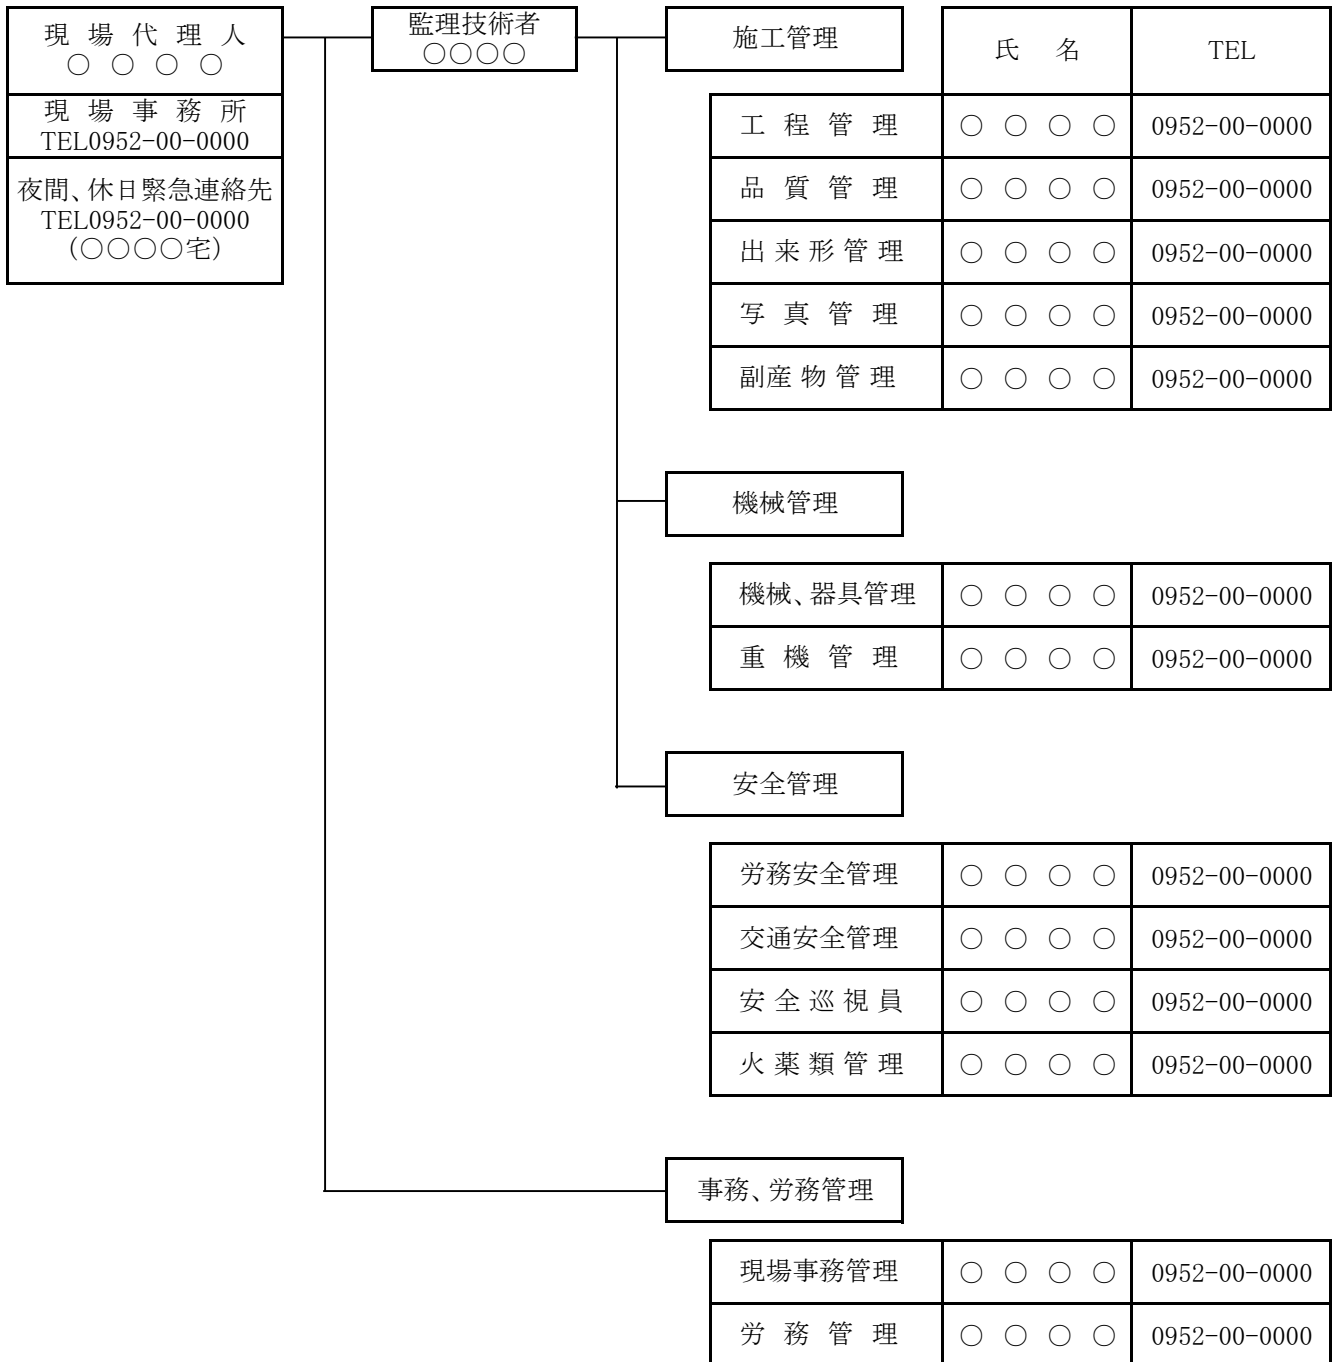 現場代理人
○○○○
現場事務所
TEL0952-00-0000
夜間、休日緊急連絡先
TEL0952-00-0000
(○○○○宅)
監理技術者
○○○○
施工管理
氏 名 TEL
工程管理 ○○○○ 0952-00-0000
品質管理 ○○○○ 0952-00-0000
出来形管理 ○○○○ 0952-00-0000
写真管理 ○○○○ 0952-00-0000
副産物管理 ○○○○ 0952-00-0000
機械管理
機械、器具管理 ○○○○ 0952-00-0000
重機管理 ○○○○ 0952-00-0000
安全管理
労務安全管理 ○○○○ 0952-00-0000
交通安全管理 ○○○○ 0952-00-0000
安全巡視員 ○○○○ 0952-00-0000
火薬類管理 ○○○○ 0952-00-0000
事務、労務管理
現場事務管理 ○○○○ 0952-00-0000
労務管理 ○○○○ 0952-00-0000